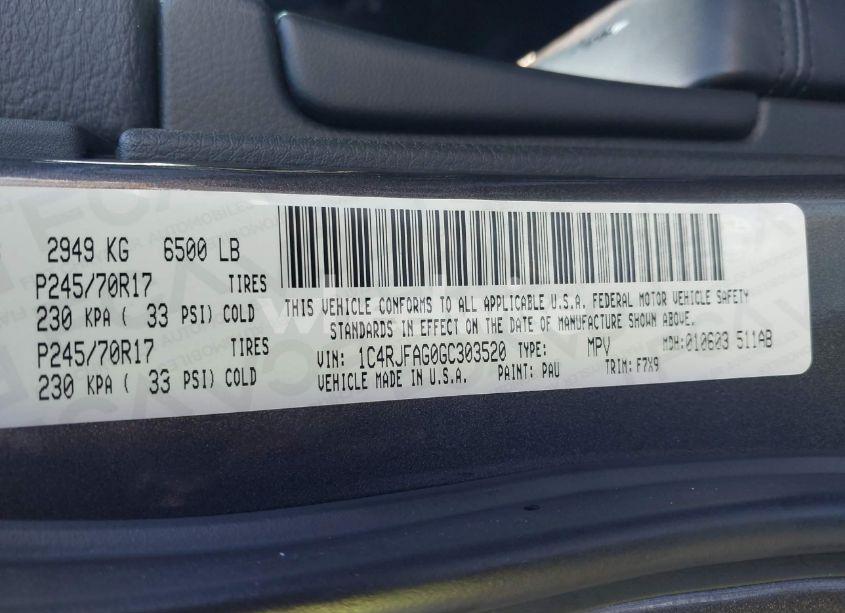 2949 KG 6500 LB
P245/70R17 TIRES
230 KPA ( 33 PSI) COLD
P245/70R17 TIRES
230 KPA ( 33 PSI) COLD
THIS VEHICLE CONFORMS TO ALL APPLICABLE U.S.A. FEDERAL MOTOR VEHICLE SAFETY
STANDARDS IN EFFECT ON THE DATE OF MANUFACTURE SHOWN ABOVE.
VIN: 1C4RJFAG0GC303520 TYPE: MPV MDH:010603 511AB
VEHICLE MADE IN U.S.A. PAINT: PAU TRIM: F7X9